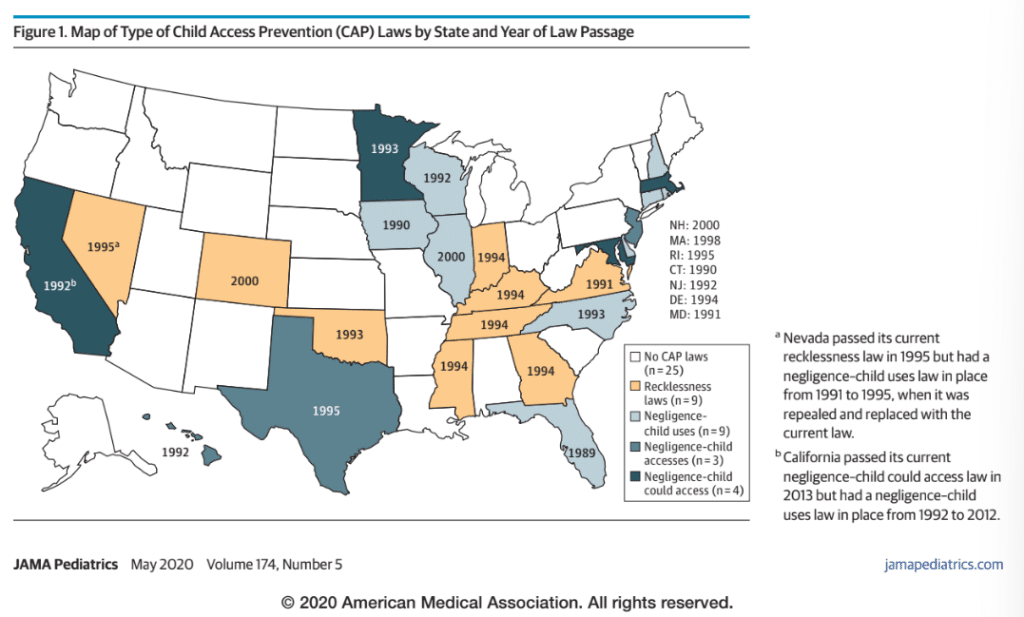 Figure 1. Map of Type of Child Access Prevention (CAP) Laws by State and Year of Law Passage
1993
1992
1990
1995a
2000
1994
1991
NH: 2000
MA: 1998
RI: 1995
CT: 1990
NJ: 1992
DE: 1994
MD: 1991
1992b
2000
1994
1993
1994
1993
1994
1994
1995
1989
1992
No CAP laws
(n=25)
Recklessness
laws (n=9)
Negligence-
child uses (n=9)
Negligence-child
accesses (n=3)
Negligence-child
could access (n=4)
a Nevada passed its current
recklessness law in 1995 but had a
negligence-child uses law in place
from 1991 to 1995, when it was
repealed and replaced with the
current law.
b California passed its current
negligence-child could access law in
2013 but had a negligence-child
uses law in place from 1992 to 2012.
JAMA Pediatrics May 2020 Volume 174, Number 5
jamapediatrics.com
© 2020 American Medical Association. All rights reserved.